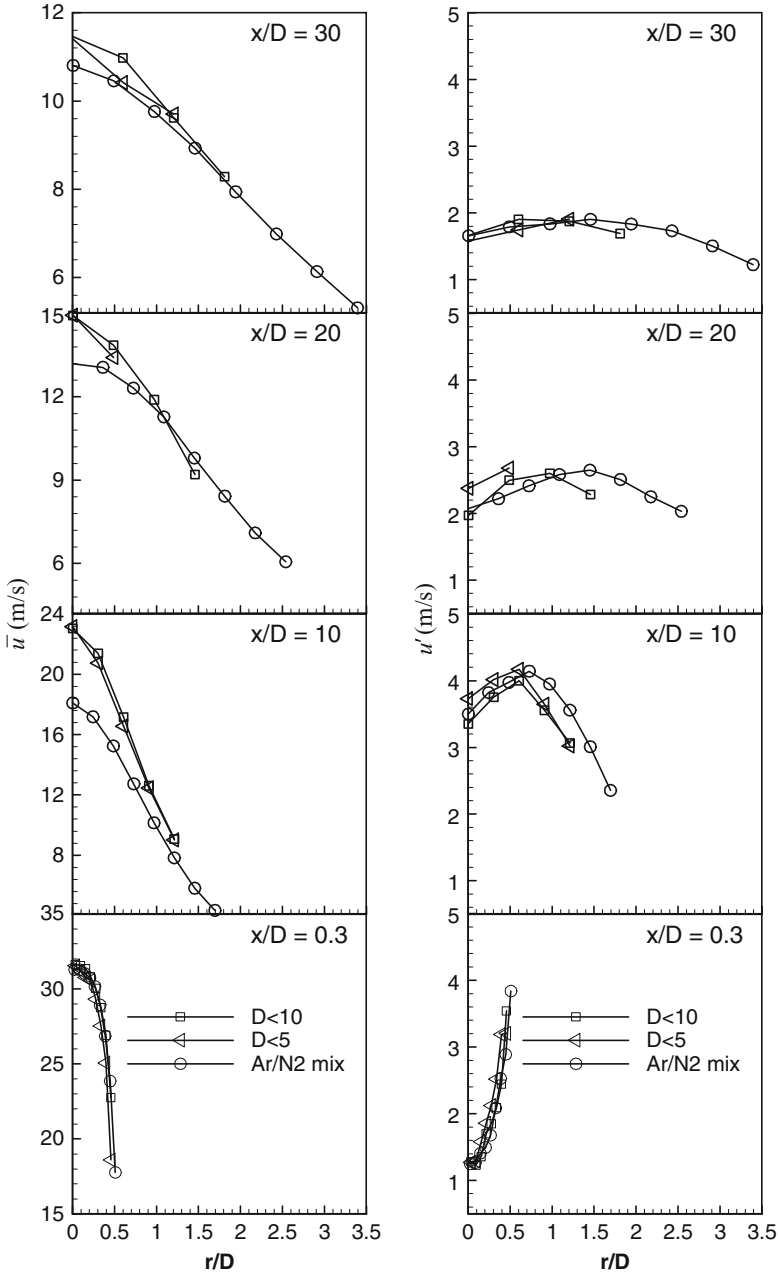 x/D = 30
12
10
8
6
x/D = 20
15
12
9
6
x/D = 10
24
20
16
12
8
x/D = 0.3
35
30
25
20
15
D<10
D<5
Ar/N2 mix
0 0.5 1 1.5 2 2.5 3 3.5
r/D
u̅ (m/s)
x/D = 30
5
4
3
2
1
x/D = 20
5
4
3
2
1
x/D = 10
5
4
3
2
1
x/D = 0.3
5
4
3
2
1
D<10
D<5
Ar/N2 mix
0 0.5 1 1.5 2 2.5 3 3.5
r/D
u' (m/s)